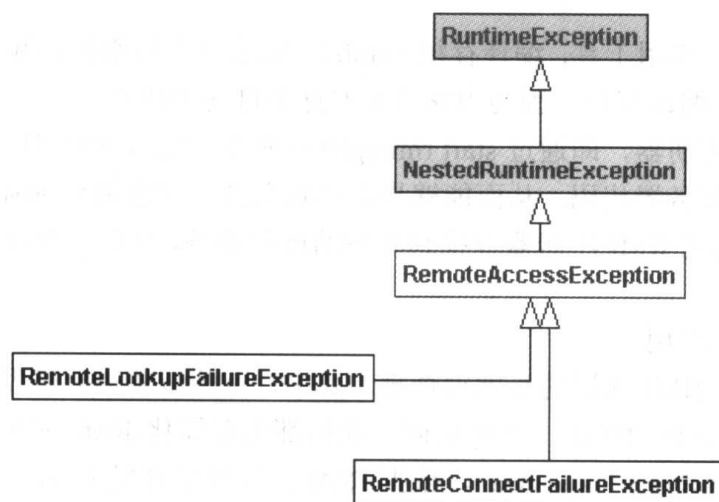 RuntimeException
NestedRuntimeException
RemoteAccessException
RemoteLookupFailureException
RemoteConnectFailureException